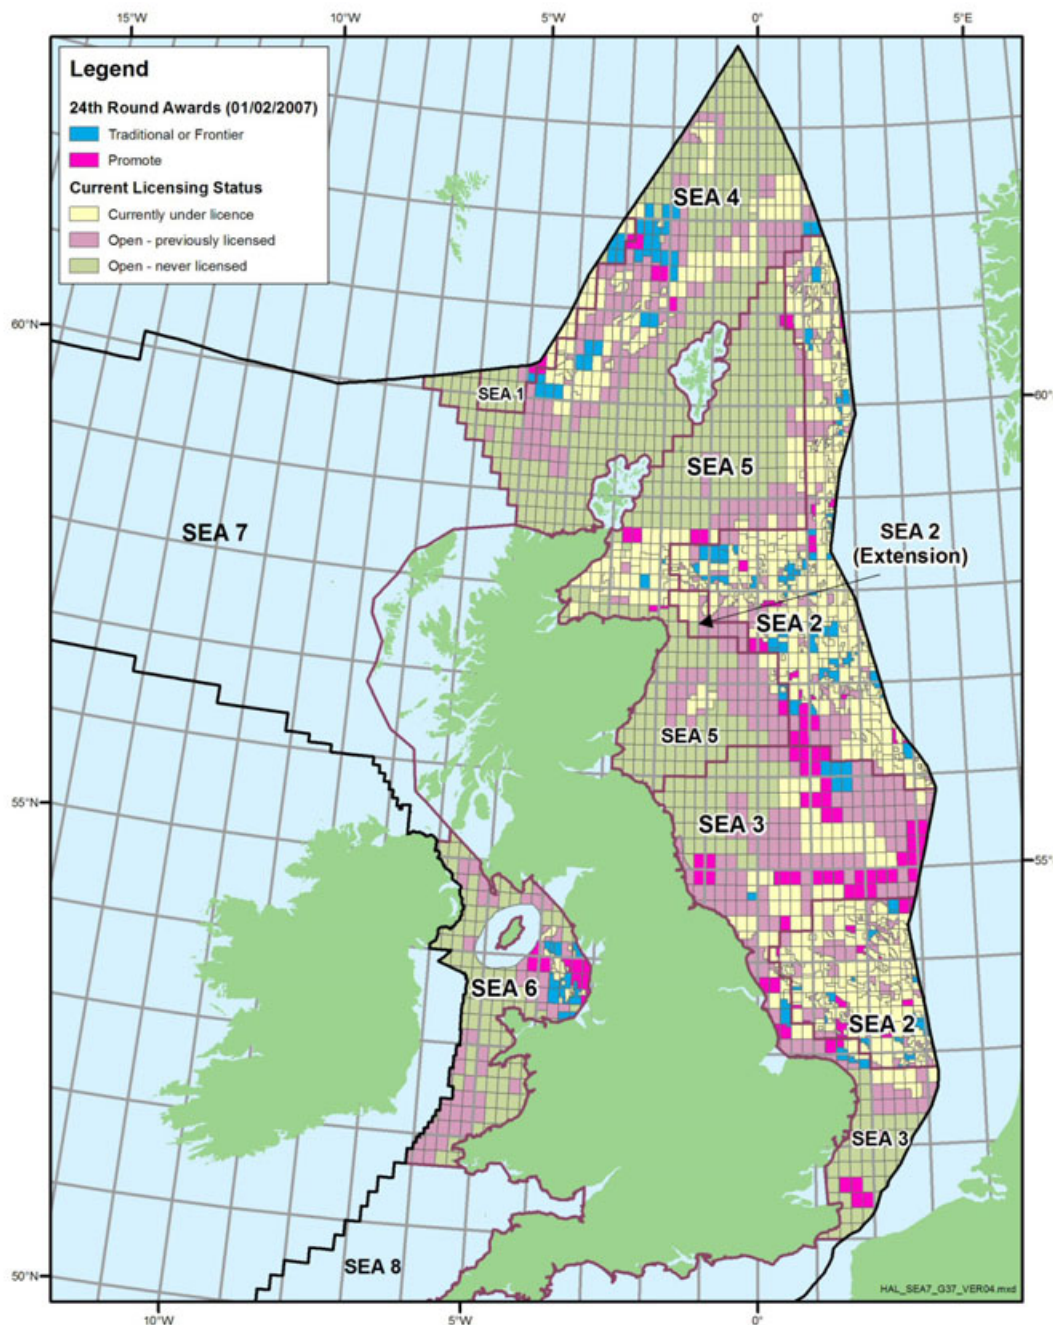 15°W 10°W 5°W 0° 5°E
Legend
24th Round Awards (01/02/2007)
Traditional or Frontier
Promote
Current Licensing Status
Currently under licence
Open - previously licensed
Open - never licensed
SEA 4
60°N
SEA 1
60°
SEA 5
SEA 7
SEA 2
(Extension)
SEA 2
SEA 5
55°N
SEA 3
55°
SEA 6
SEA 2
SEA 3
SEA 8
50°N
HAL_SEA7_G37_VER04.mxd
10°W 5°W 0°